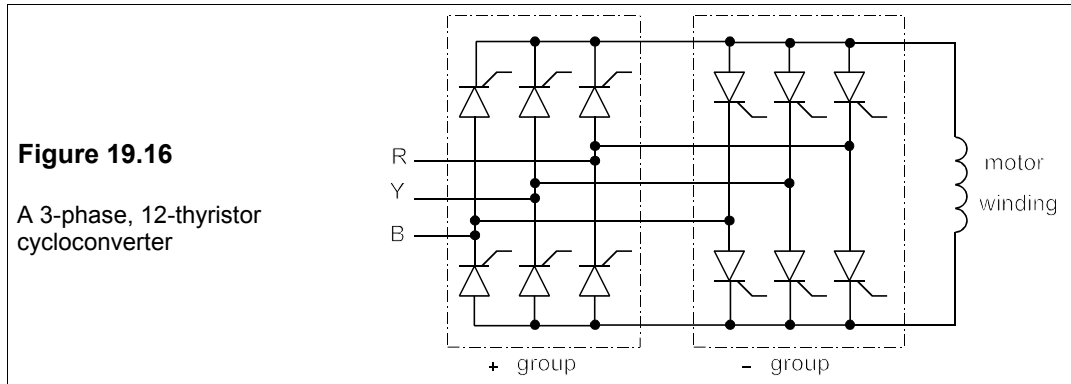 Figure 19.16
A 3-phase, 12-thyristor
cycloconverter
R
Y
B
motor
winding
+ group
– group